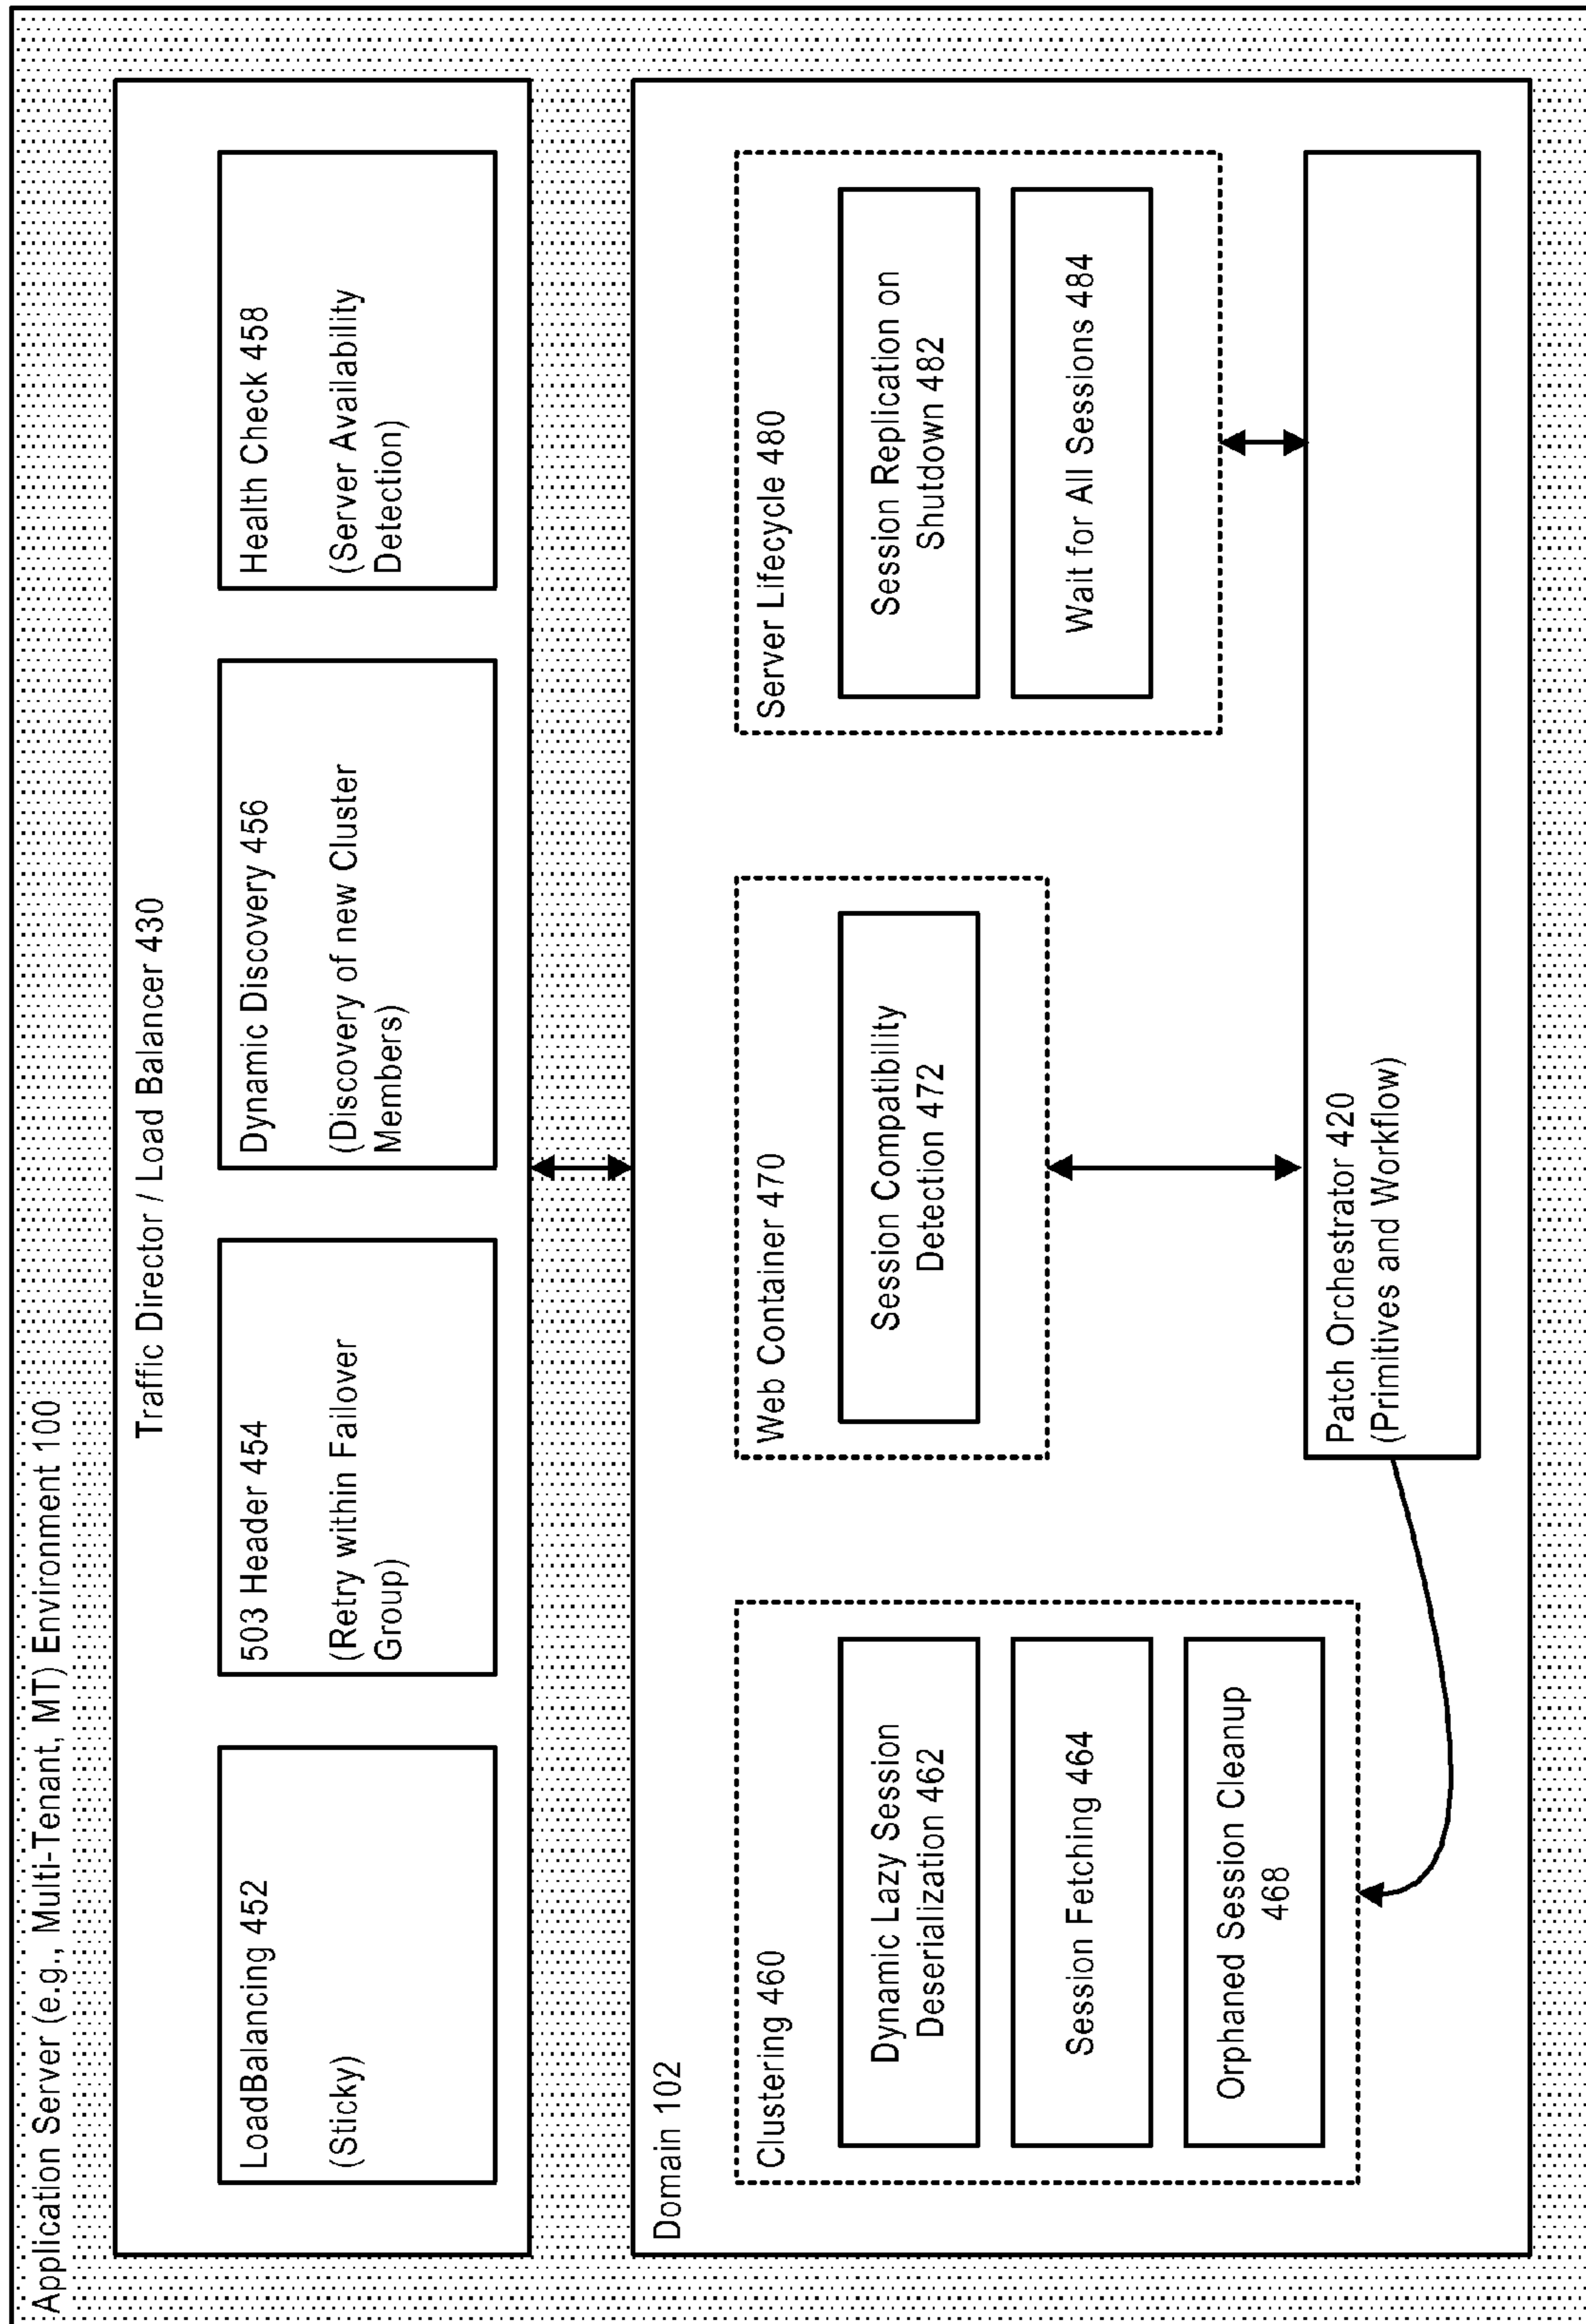 Application Server (e.g., Multi-Tenant, MT) Environment 100
Traffic Director / Load Balancer 430
LoadBalancing 452
(Sticky)
503 Header 454
(Retry within Failover
Group)
Dynamic Discovery 456
(Discovery of new Cluster
Members)
Health Check 458
(Server Availability
Detection)
Domain 102
Clustering 460
Dynamic Lazy Session
Deserialization 462
Session Fetching 464
Orphaned Session Cleanup
468
Web Container 470
Session Compatibility
Detection 472
Server Lifecycle 480
Session Replication on
Shutdown 482
Wait for All Sessions 484
Patch Orchestrator 420
(Primitives and Workflow)